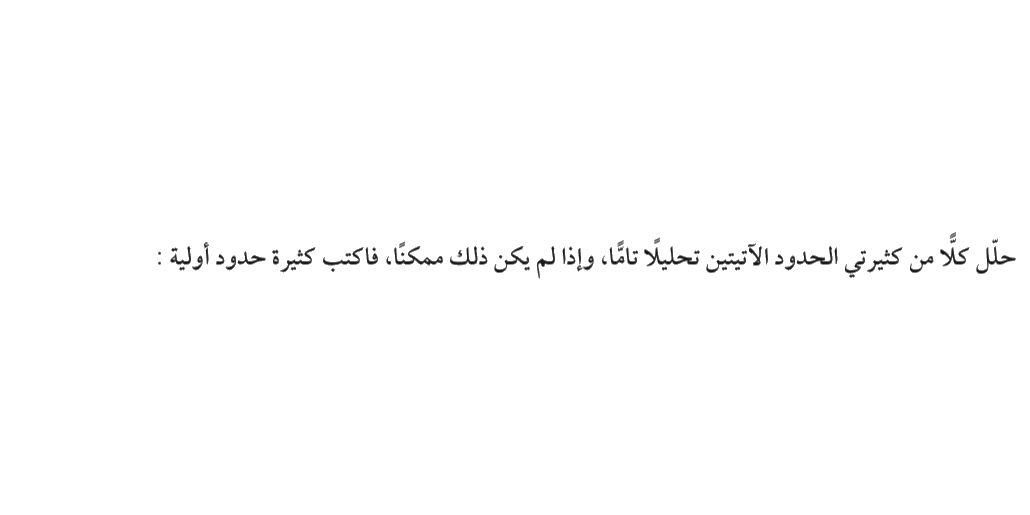 حلّل كلًّا من كثيرتي الحدود الآتيتين تحليلًا تامًّا، وإذا لم يكن ذلك ممكنًا، فاكتب كثيرة حدود أولية :